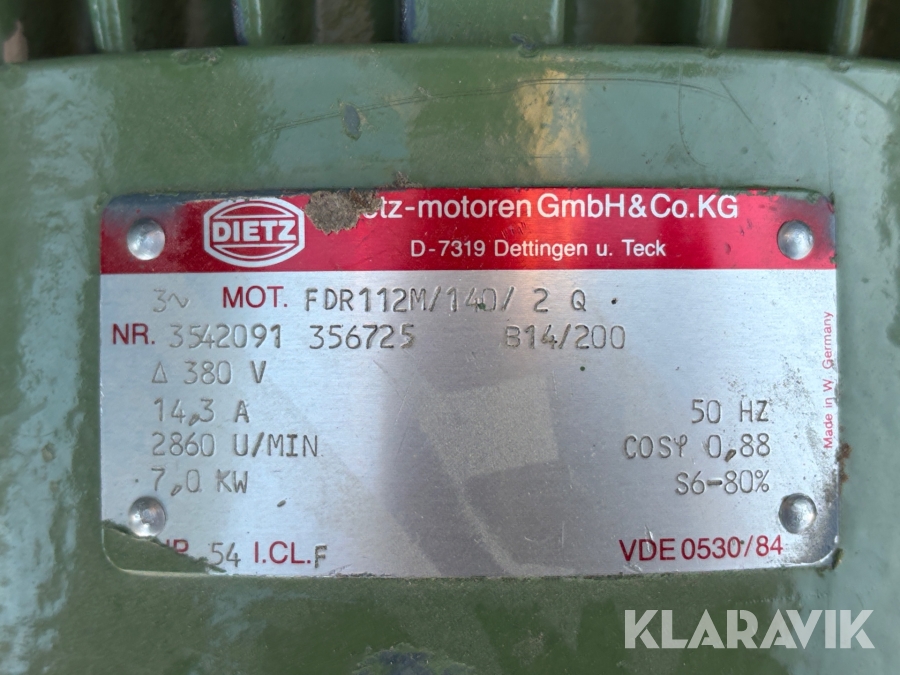 DIETZ
-motoren GmbH & Co. KG
D-7319 Dettingen u. Teck
3~ MOT. FDR112M/140/ 2 Q
NR. 3542091 356725 B14/200
Δ 380 V
14,3 A 50 HZ
2860 U/MIN COSφ 0,88
7,0 KW S6-80%
54 I.CL.F VDE 0530/84
Made in W. Germany
KLARAVIK